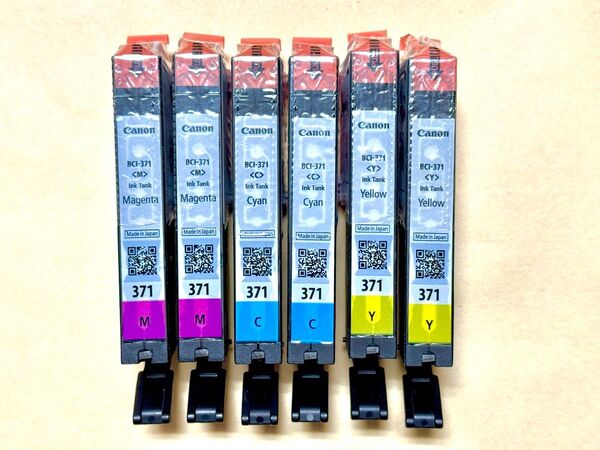 Canon
BCI-371
<M>
Ink Tank
Magenta
Made in Japan
371
M
Canon
BCI-371
<M>
Ink Tank
Magenta
Made in Japan
371
M
Canon
BCI-371
<C>
Ink Tank
Cyan
Made in Japan
371
C
Canon
BCI-371
<C>
Ink Tank
Cyan
Made in Japan
371
C
Canon
BCI-371
<Y>
Ink Tank
Yellow
Made in Japan
371
Y
Canon
BCI-371
<Y>
Ink Tank
Yellow
Made in Japan
371
Y